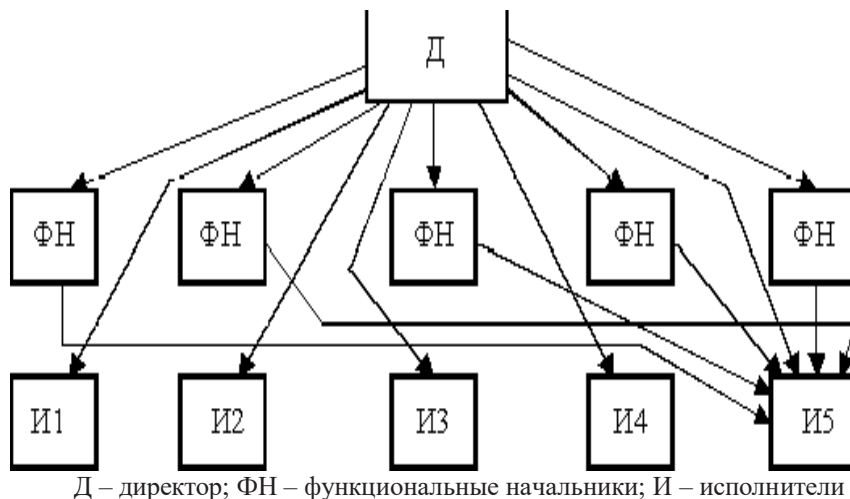 Д
ФН ФН ФН ФН ФН
И1 И2 И3 И4 И5
Д – директор; ФН – функциональные начальники; И – исполнители